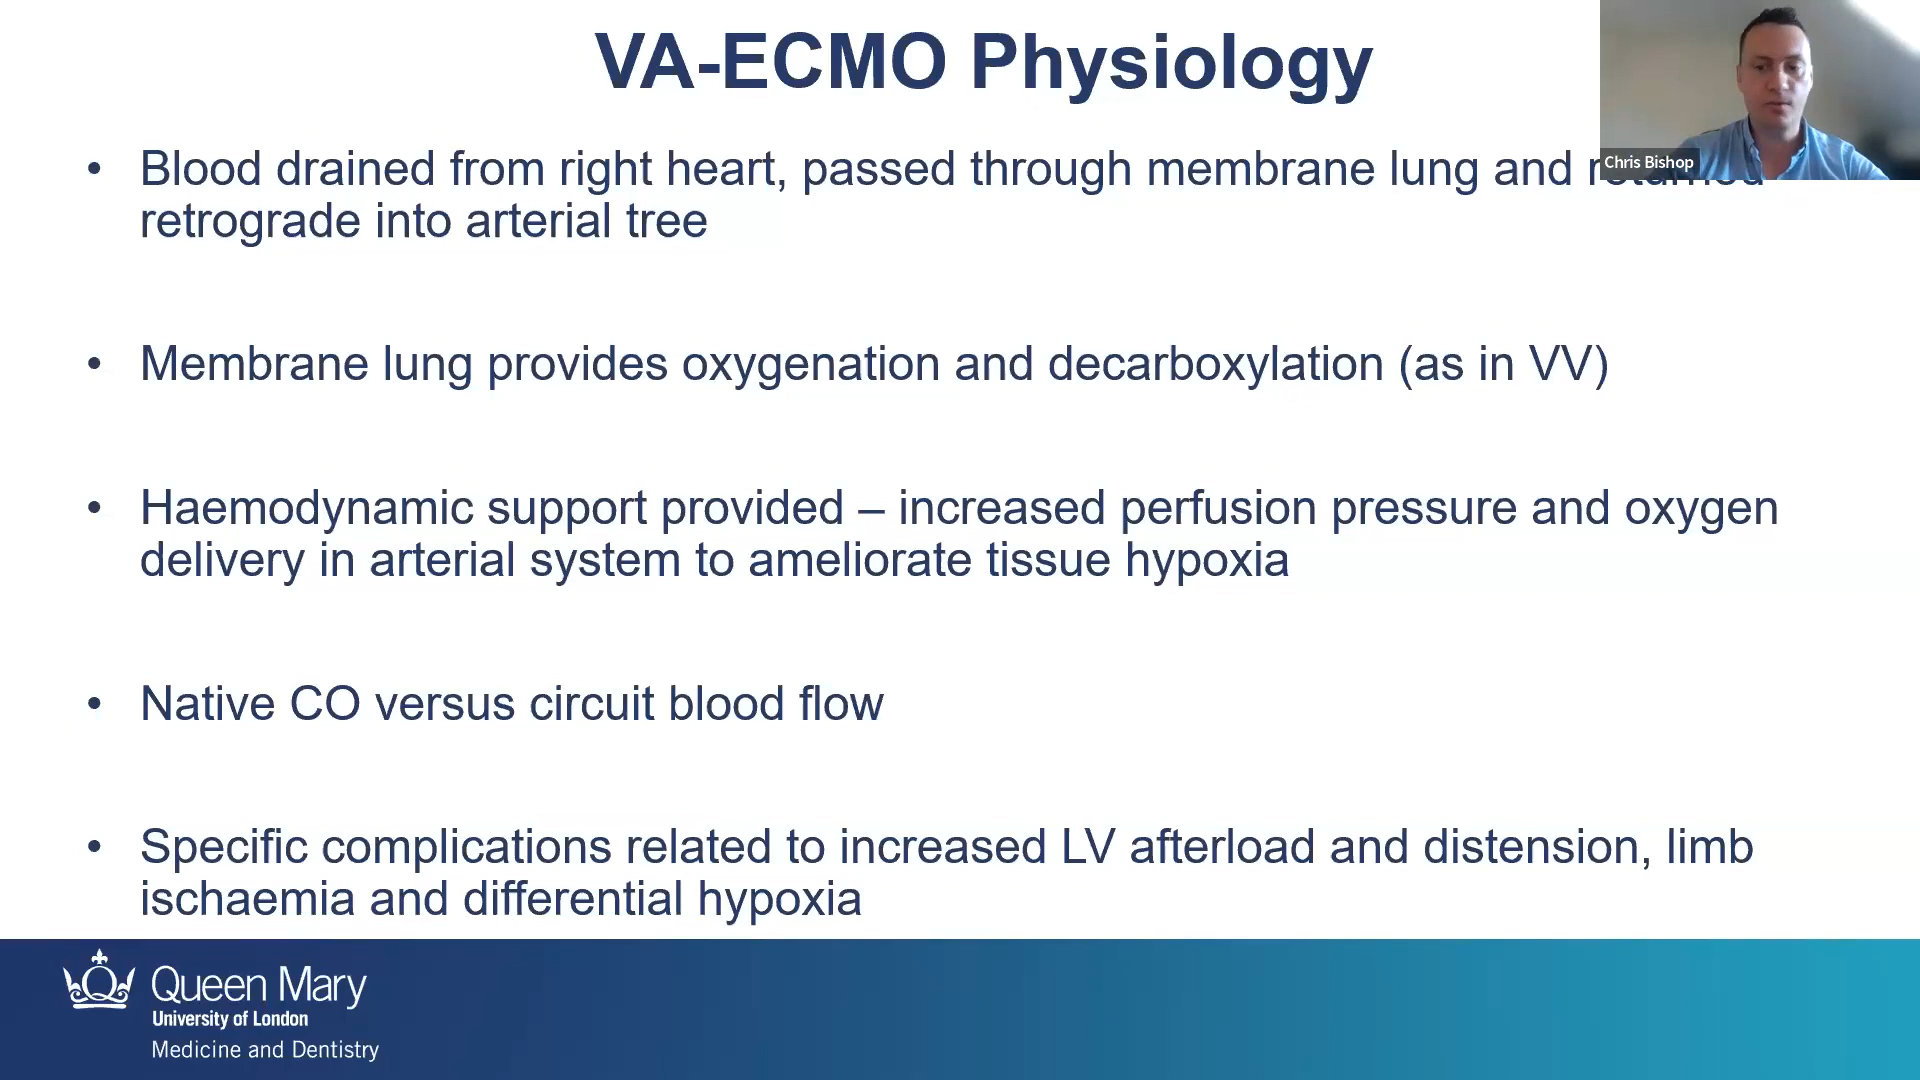 VA-ECMO Physiology
Chris Bishop
• Blood drained from right heart, passed through membrane lung and
retrograde into arterial tree
• Membrane lung provides oxygenation and decarboxylation (as in VV)
• Haemodynamic support provided – increased perfusion pressure and oxygen
delivery in arterial system to ameliorate tissue hypoxia
• Native CO versus circuit blood flow
• Specific complications related to increased LV afterload and distension, limb
ischaemia and differential hypoxia
Queen Mary
University of London
Medicine and Dentistry